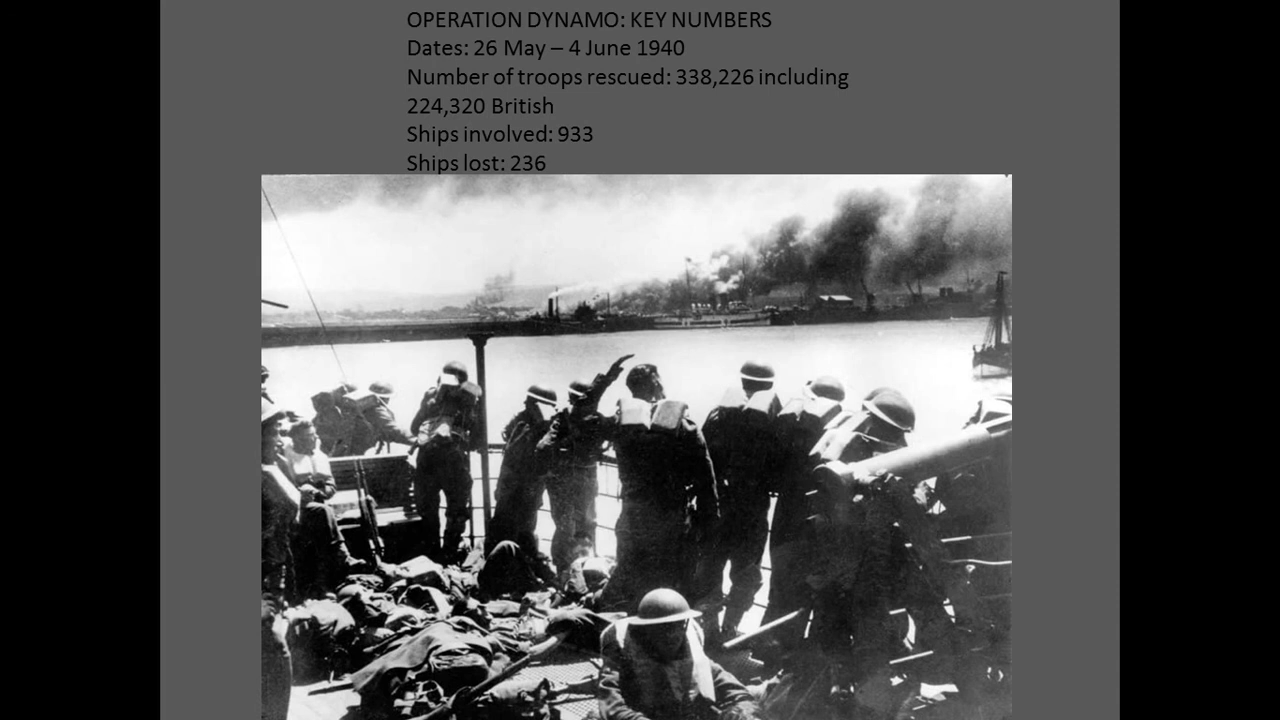 OPERATION DYNAMO: KEY NUMBERS
Dates: 26 May – 4 June 1940
Number of troops rescued: 338,226 including
224,320 British
Ships involved: 933
Ships lost: 236